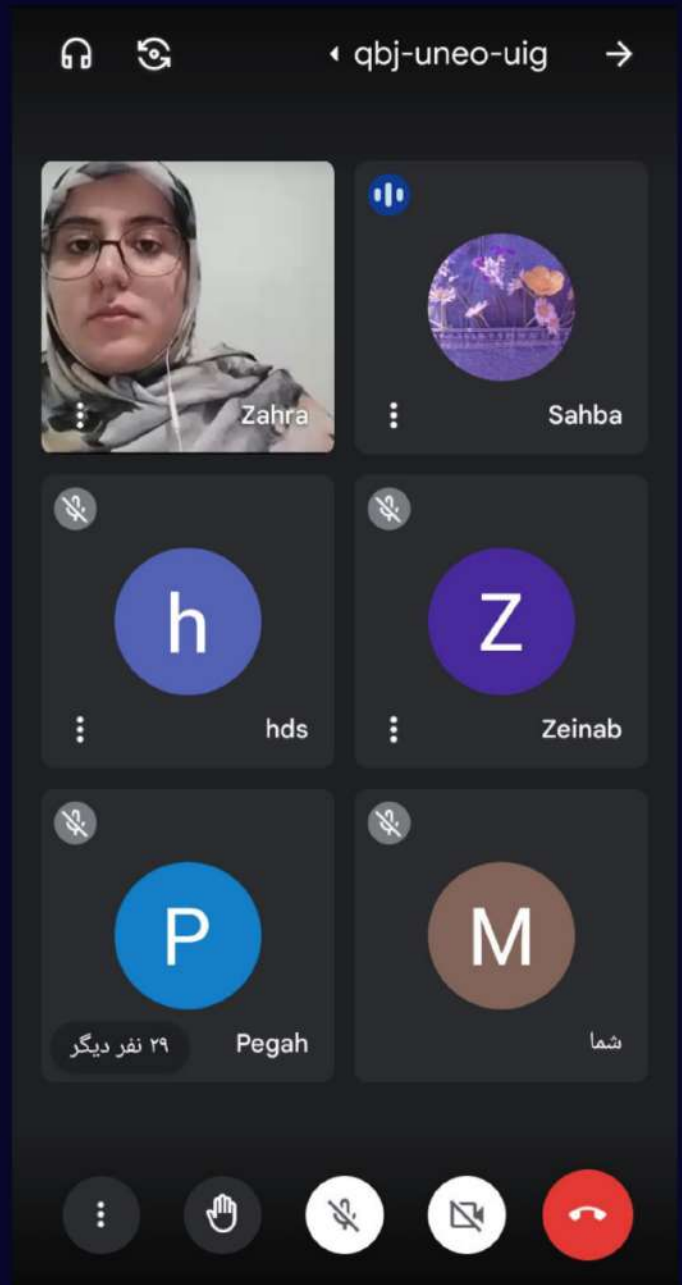 qbj-uneo-uig
Zahra
Sahba
h
hds
Z
Zeinab
P
Pegah
۲۹ نفر دیگر
M
شما